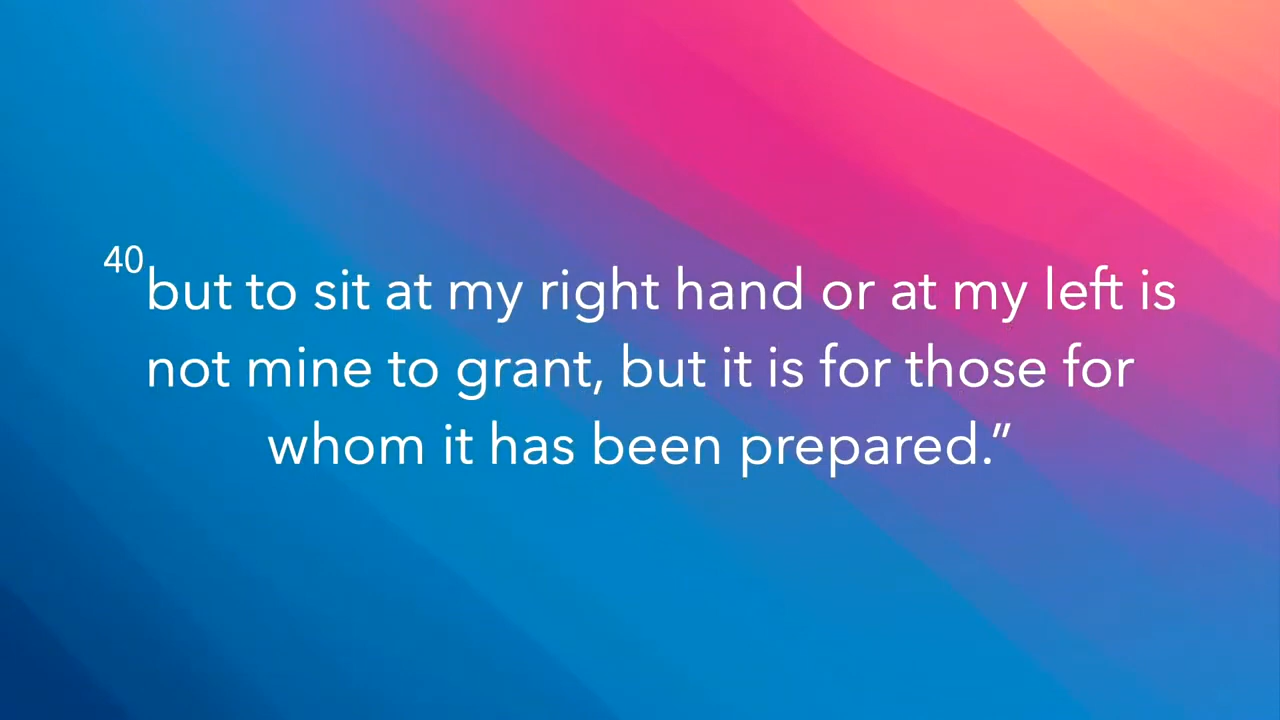 40but to sit at my right hand or at my left is
not mine to grant, but it is for those for
whom it has been prepared.”